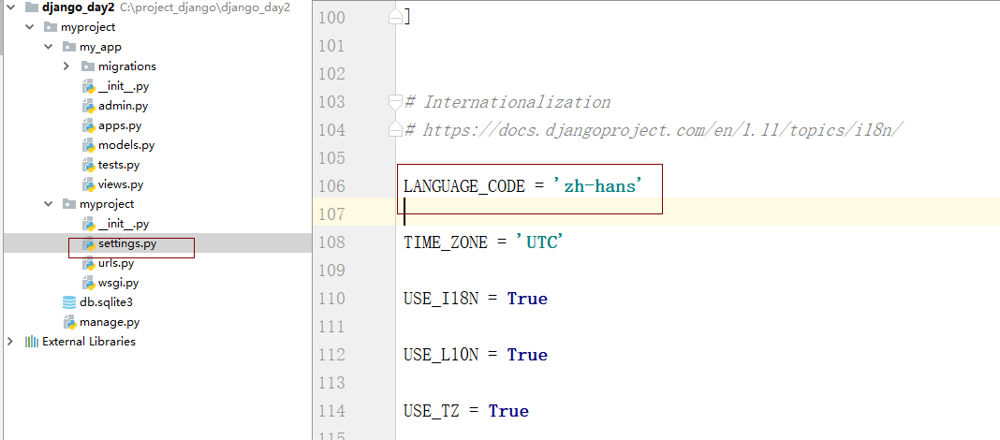 django_day2 C:\project_django\django_day2
myproject
my_app
migrations
__init__.py
admin.py
apps.py
models.py
tests.py
views.py
myproject
__init__.py
settings.py
urls.py
wsgi.py
db.sqlite3
manage.py
External Libraries
100 ]
101
102
103 # Internationalization
104 # https://docs.djangoproject.com/en/1.11/topics/i18n/
105
106 LANGUAGE_CODE = 'zh-hans'
107
108 TIME_ZONE = 'UTC'
109
110 USE_I18N = True
111
112 USE_L10N = True
113
114 USE_TZ = True
115